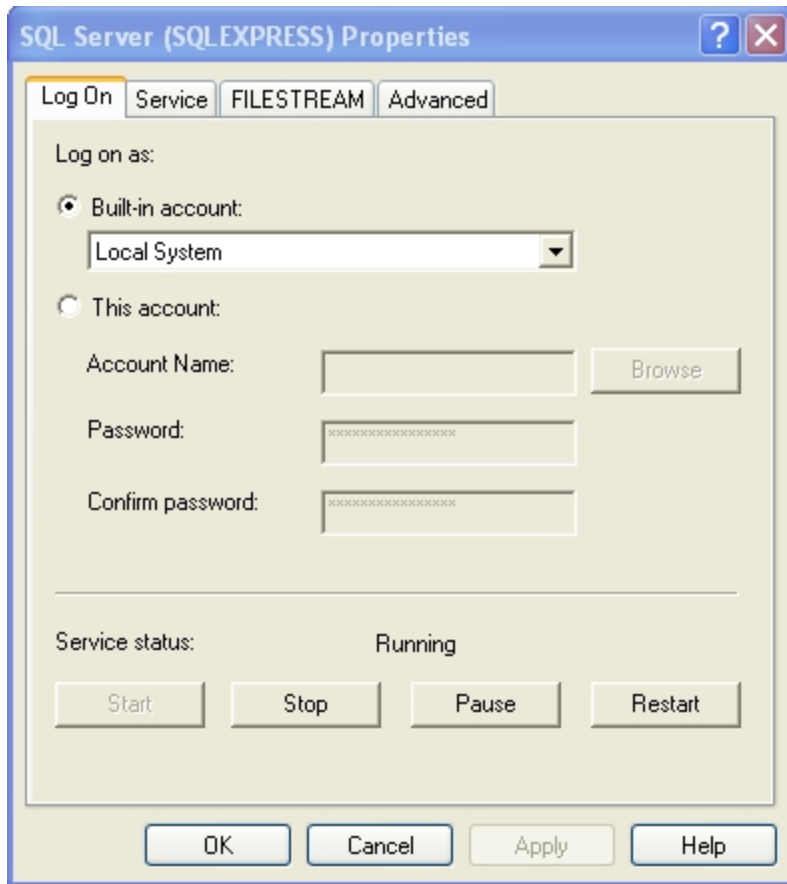 SQL Server (SQLEXPRESS) Properties ?
Log On Service FILESTREAM Advanced
Log on as:
Built-in account:
Local System
This account:
Account Name: Browse
Password: ****************
Confirm password: ****************
Service status: Running
Start Stop Pause Restart
OK Cancel Apply Help